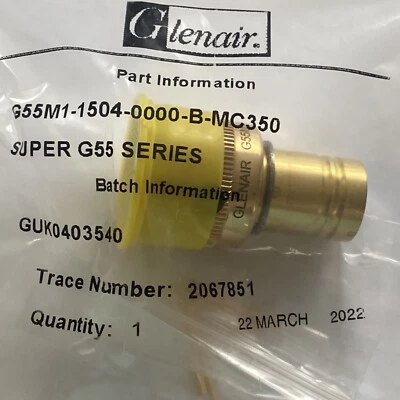 Glenair®
Part Information
G55M1-1504-0000-B-MC350
SUPER G55 SERIES
Batch Information
GUK0403540
Trace Number: 2067851
Quantity: 1
22 MARCH 2022
GLENAIR